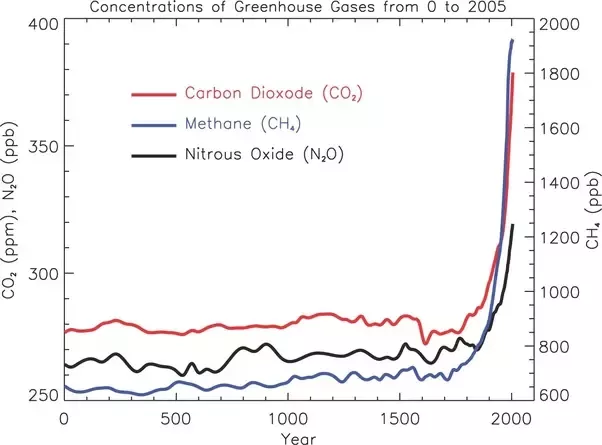 Concentrations of Greenhouse Gases from 0 to 2005
400
350
300
250
CO₂ (ppm), N₂O (ppb)
Carbon Dioxode (CO₂)
Methane (CH₄)
Nitrous Oxide (N₂O)
2000
1800
1600
1400
1200
1000
800
600
CH₄ (ppb)
0
500
1000
1500
2000
Year